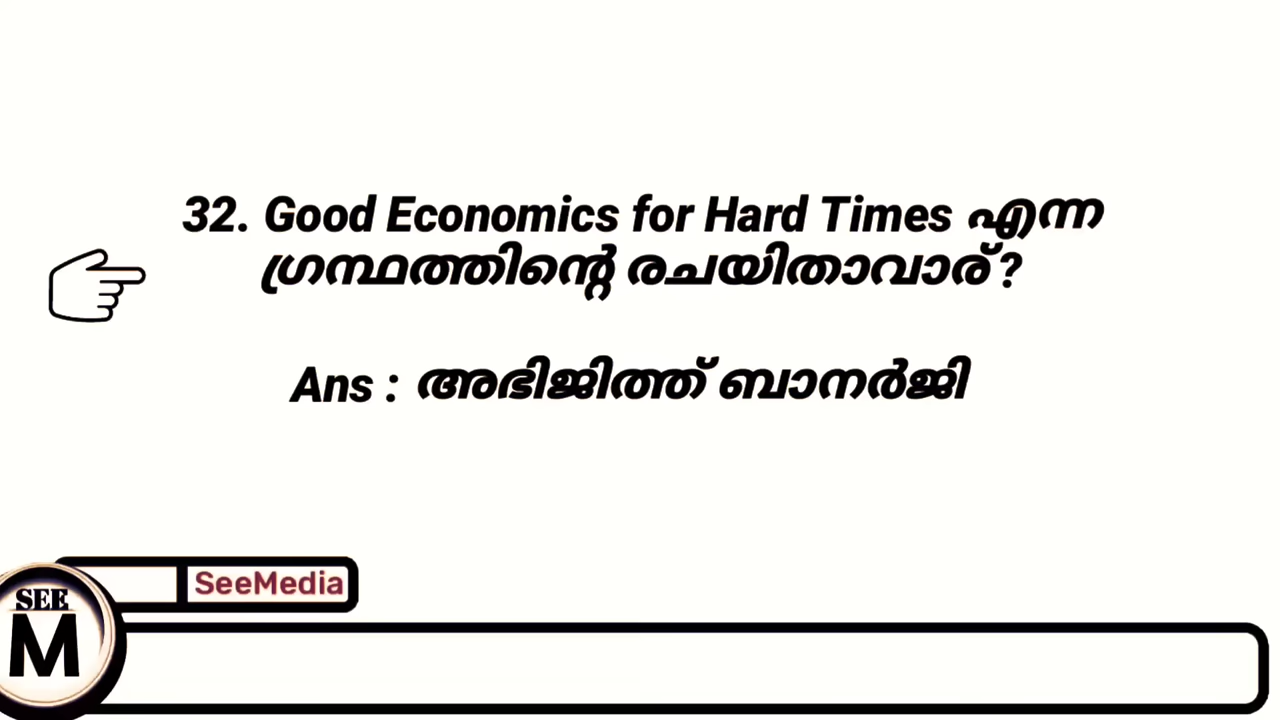 32. Good Economics for Hard Times എന്ന
ഗ്രന്ഥത്തിന്റെ രചയിതാവാര്?
Ans : അഭിജിത്ത് ബാനർജി
SeeMedia
SEE
M